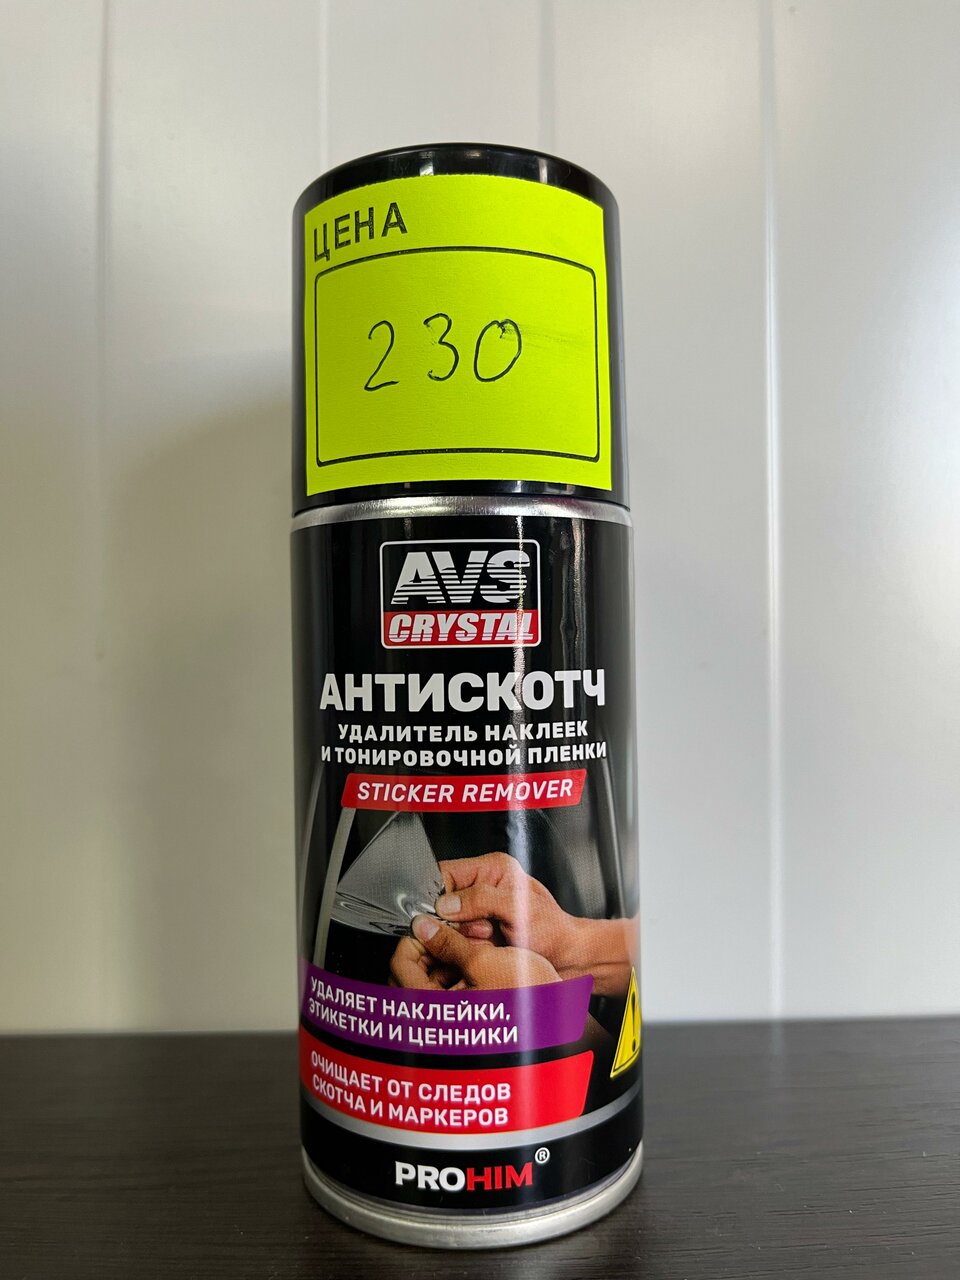 ЦЕНА
230
AVS
CRYSTAL
АНТИСКОТЧ
УДАЛИТЕЛЬ НАКЛЕЕК
И ТОНИРОВОЧНОЙ ПЛЕНКИ
STICKER REMOVER
УДАЛЯЕТ НАКЛЕЙКИ,
ЭТИКЕТКИ И ЦЕННИКИ
ОЧИЩАЕТ ОТ СЛЕДОВ
СКОТЧА И МАРКЕРОВ
PROHIM®